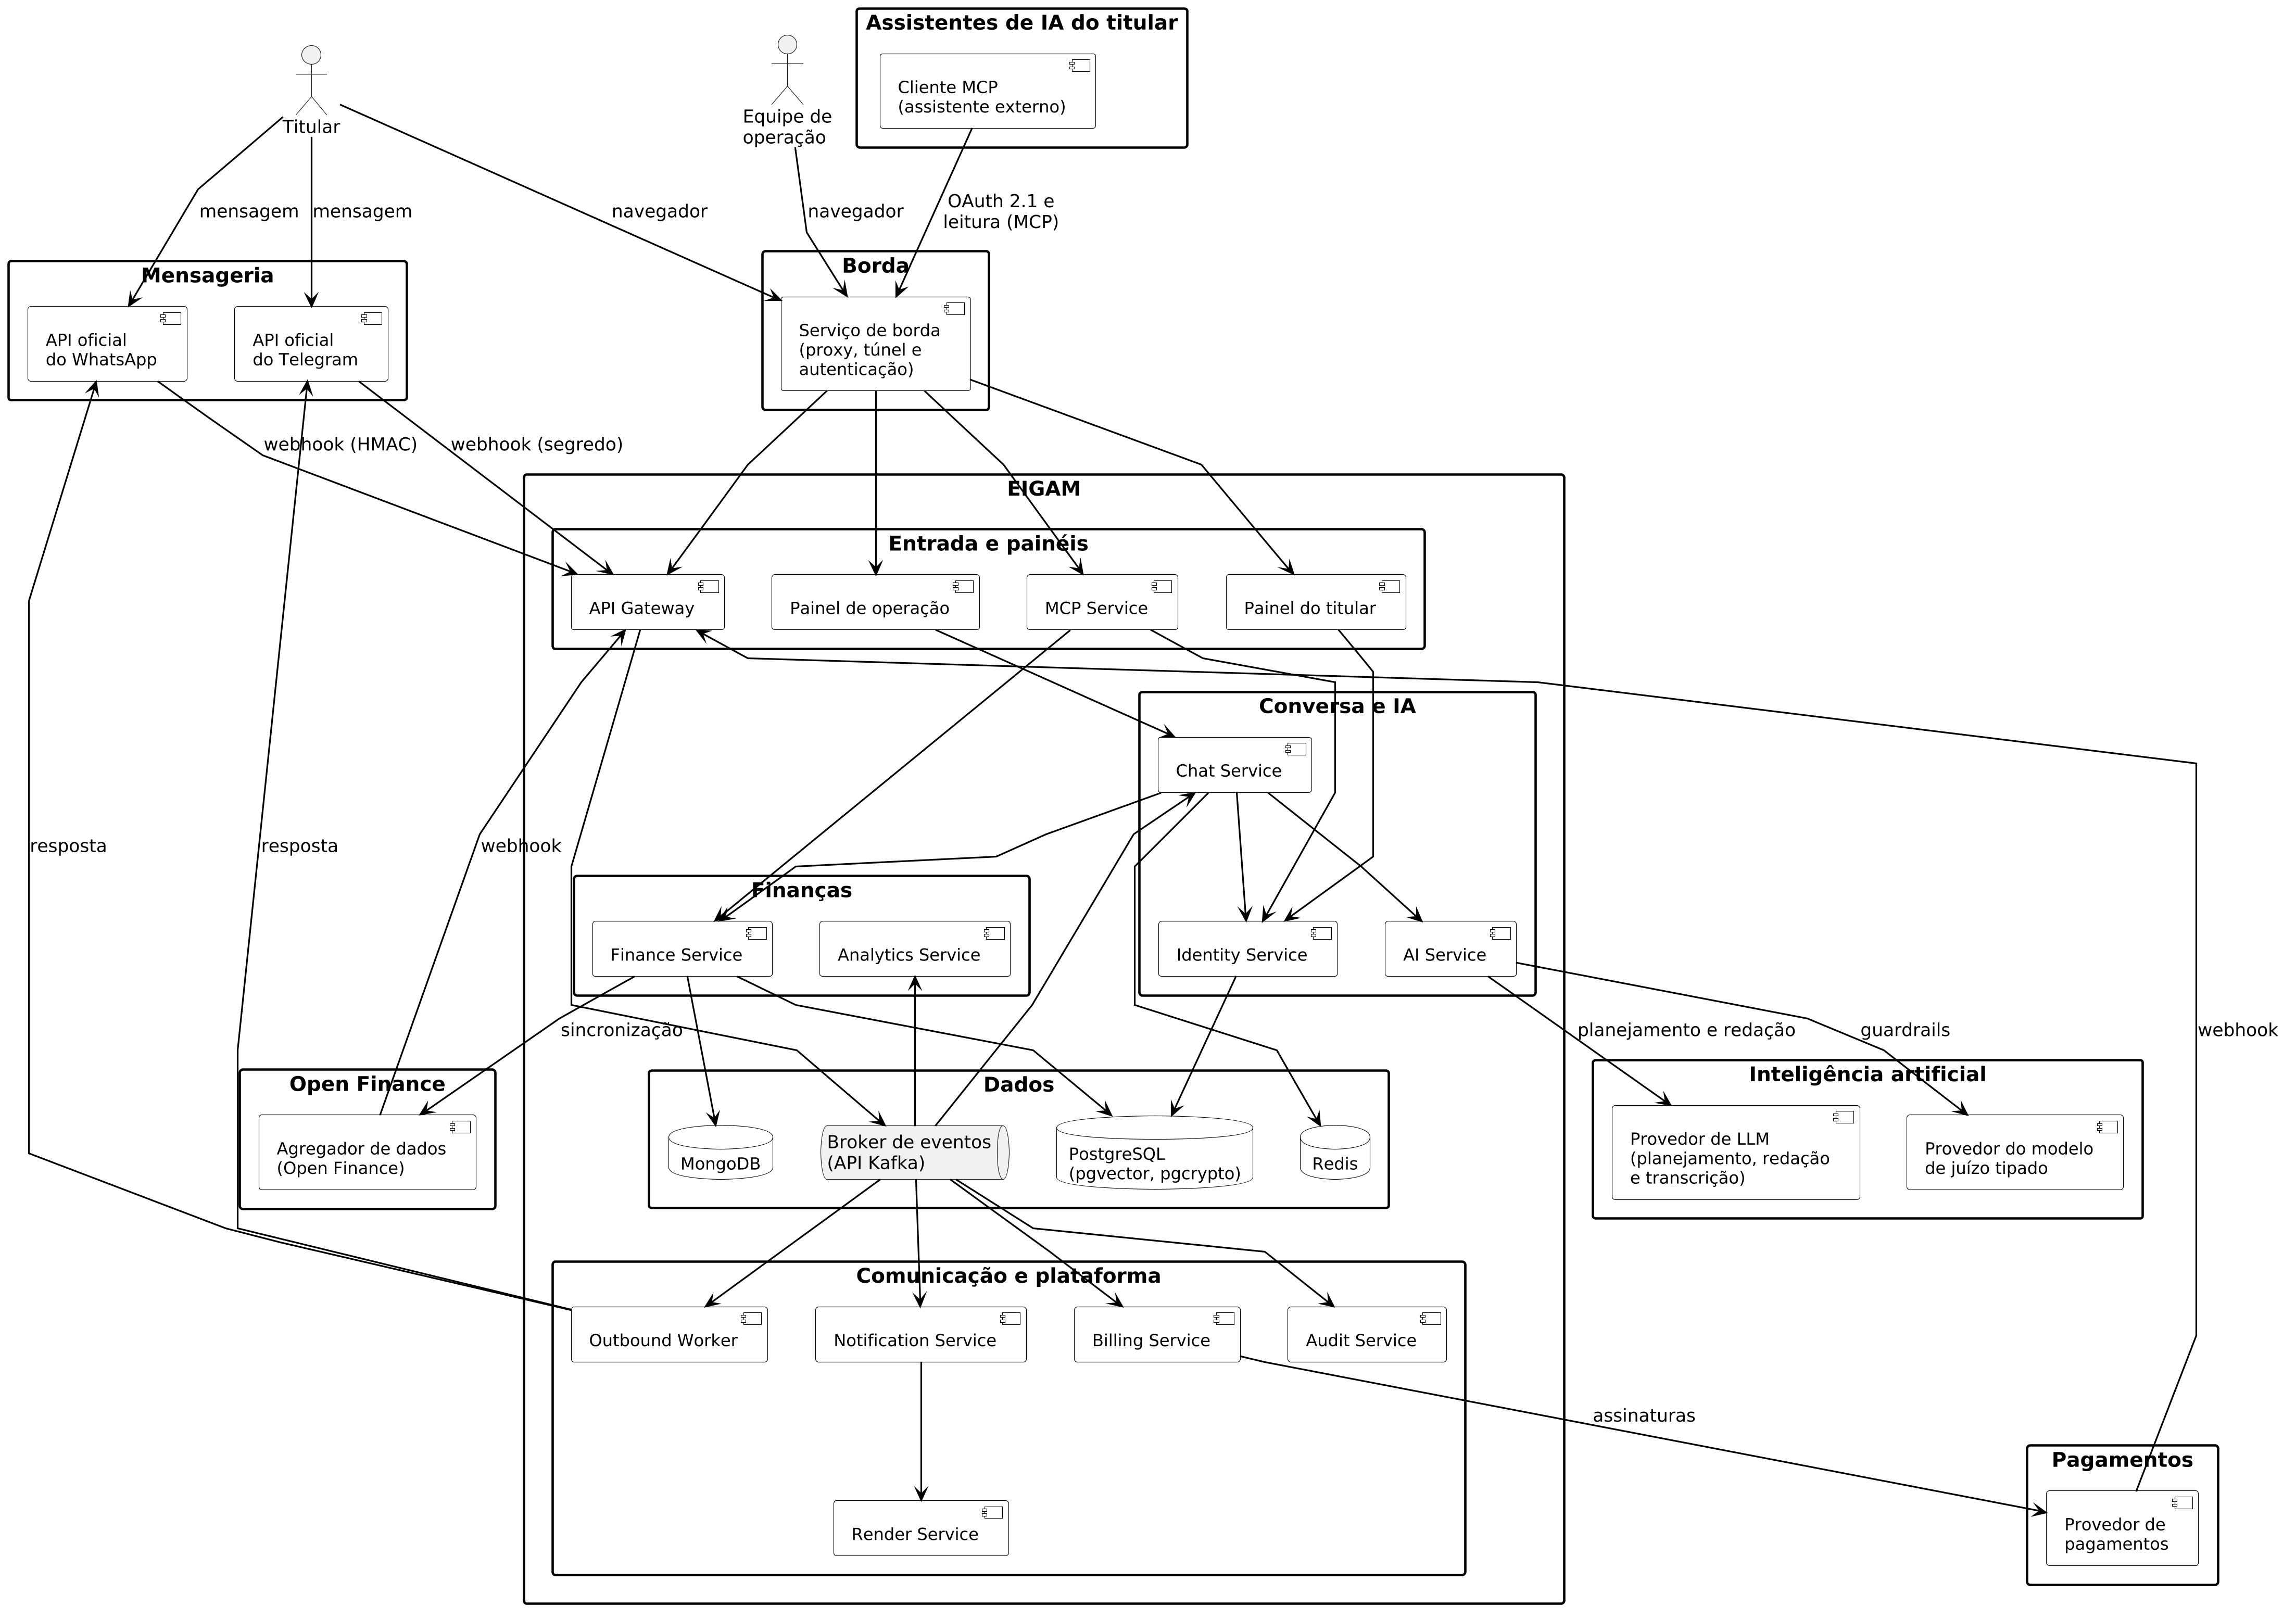 Assistentes de IA do titular
Cliente MCP
(assistente externo)
Titular
Equipe de
operação
mensagem
mensagem
navegador
navegador
OAuth 2.1 e
leitura (MCP)
Mensageria
API oficial
do WhatsApp
API oficial
do Telegram
Borda
Serviço de borda
(proxy, túnel e
autenticação)
webhook (HMAC)
webhook (segredo)
EIGAM
Entrada e painéis
API Gateway
Painel de operação
MCP Service
Painel do titular
Conversa e IA
Chat Service
resposta
resposta
webhook
Finanças
Finance Service
Analytics Service
Identity Service
AI Service
sincronização
planejamento e redação
guardrails
webhook
Open Finance
Agregador de dados
(Open Finance)
Dados
MongoDB
Broker de eventos
(API Kafka)
PostgreSQL
(pgvector, pgcrypto)
Redis
Inteligência artificial
Provedor de LLM
(planejamento, redação
e transcrição)
Provedor do modelo
de juízo tipado
Comunicação e plataforma
Outbound Worker
Notification Service
Billing Service
Audit Service
assinaturas
Render Service
Pagamentos
Provedor de
pagamentos